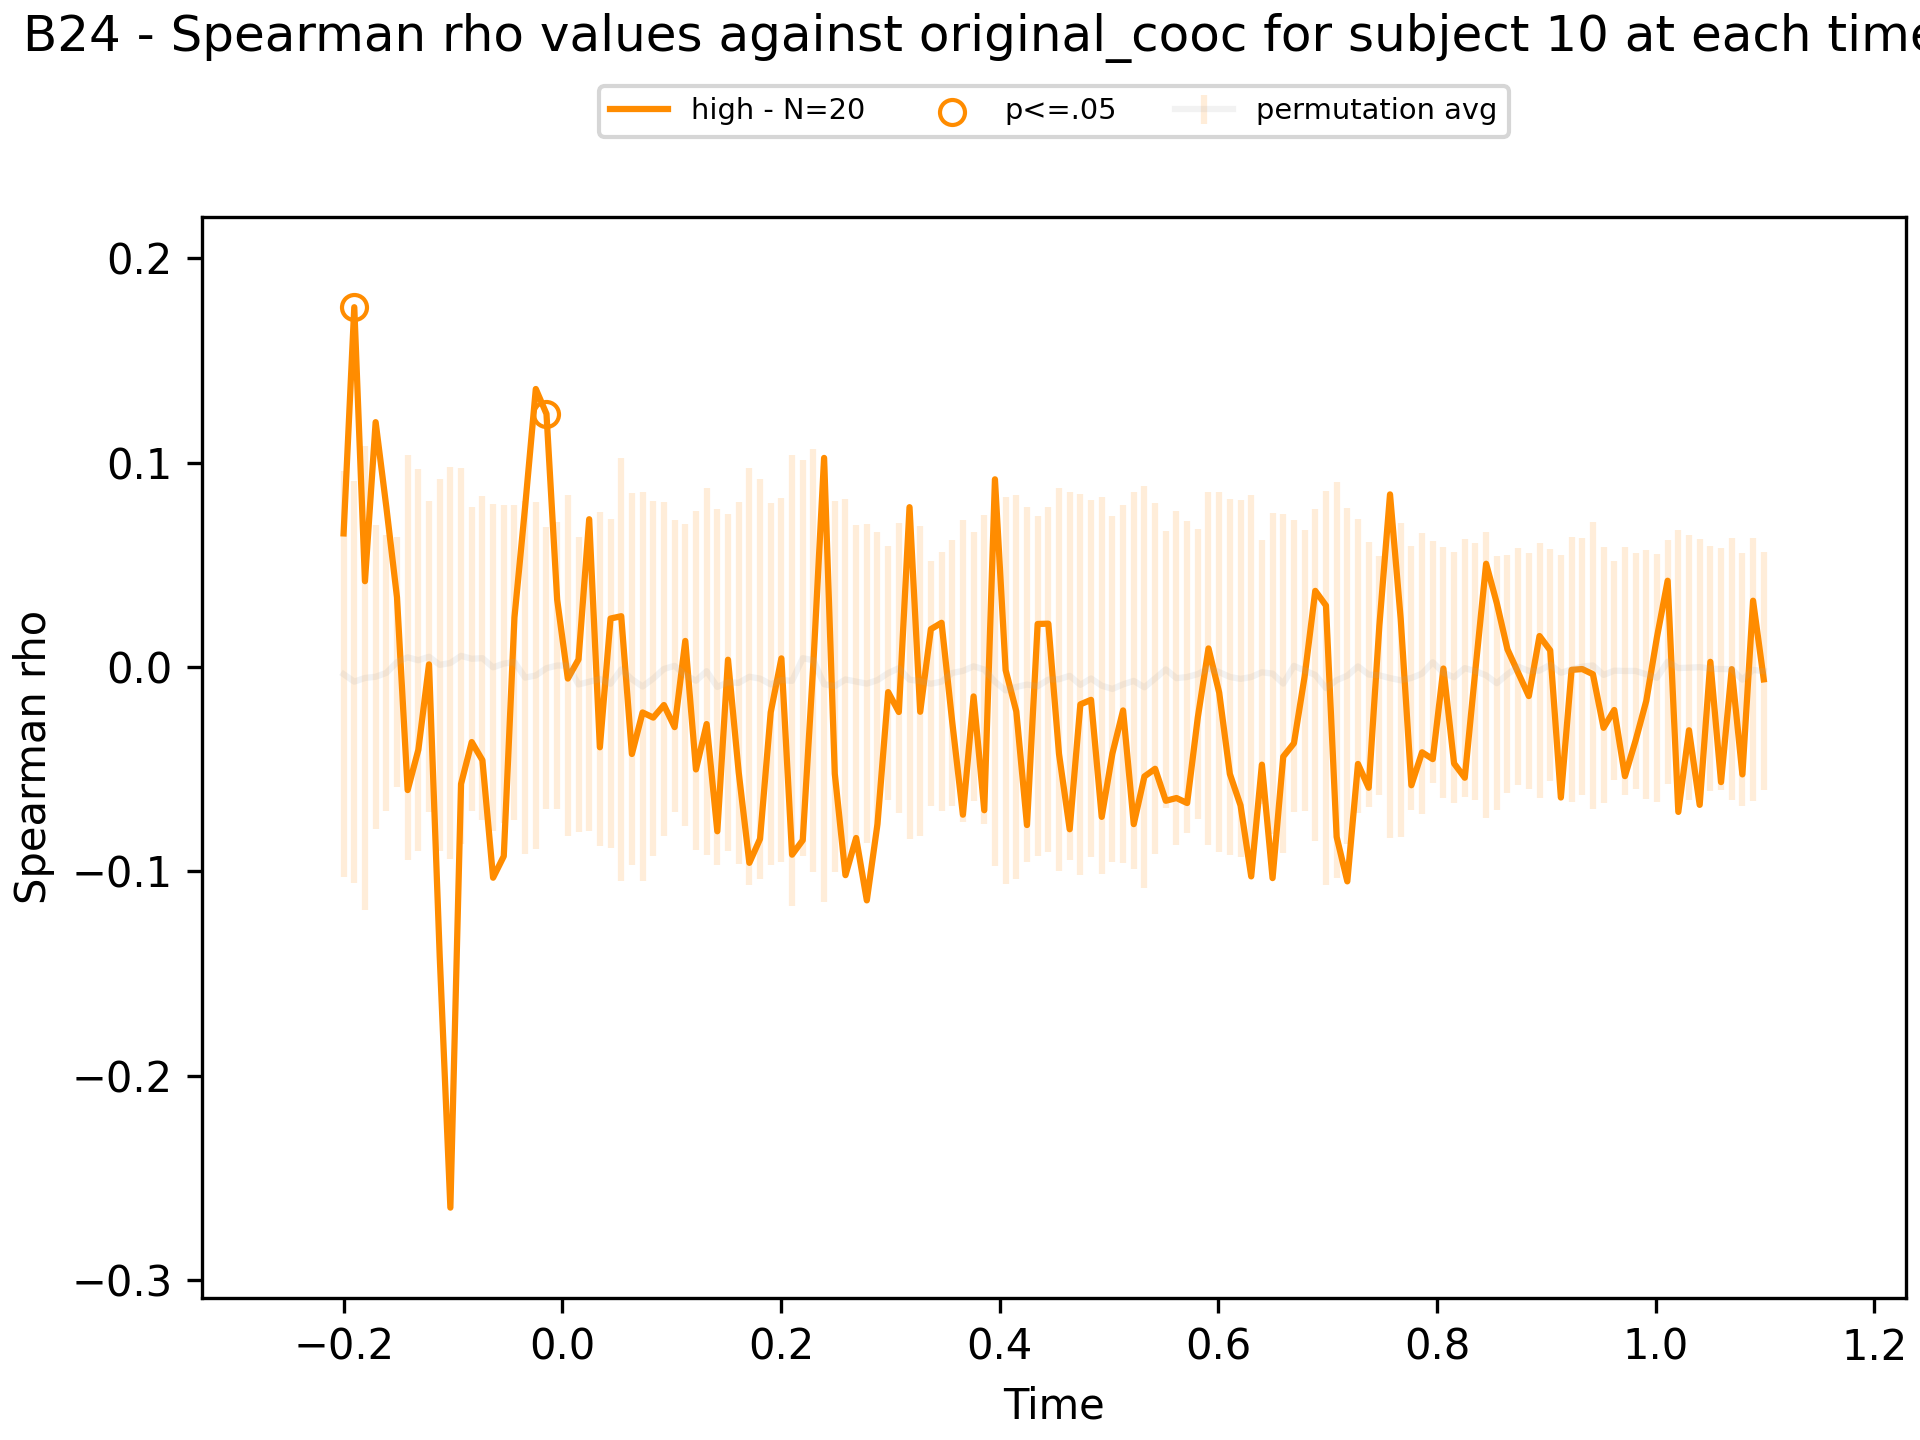 B24 - Spearman rho values against original_cooc for subject 10 at each time
high - N=20 p<=.05 permutation avg
0.2
0.1
0.0
−0.1
−0.2
−0.3
Spearman rho
−0.2 0.0 0.2 0.4 0.6 0.8 1.0 1.2
Time